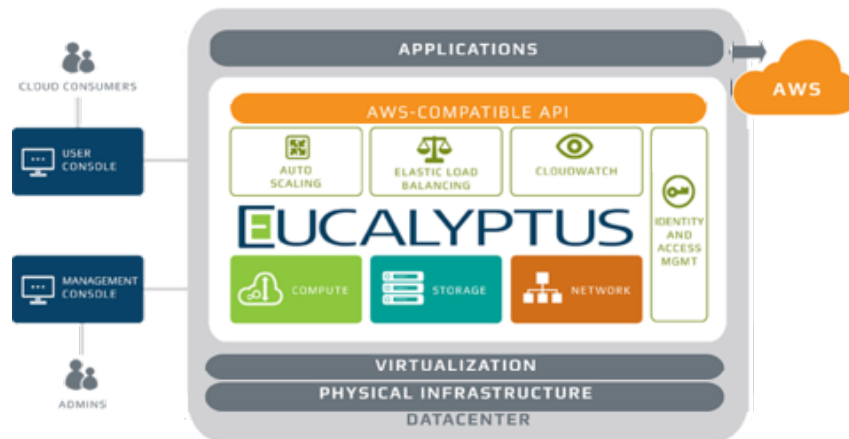 APPLICATIONS
CLOUD CONSUMERS
AWS
AWS-COMPATIBLE API
USER
CONSOLE
AUTO
SCALING
ELASTIC LOAD
BALANCING
CLOUDWATCH
IDENTITY
AND
ACCESS
MGMT
EUCALYPTUS
MANAGEMENT
CONSOLE
COMPUTE
STORAGE
NETWORK
VIRTUALIZATION
PHYSICAL INFRASTRUCTURE
ADMINS
DATACENTER